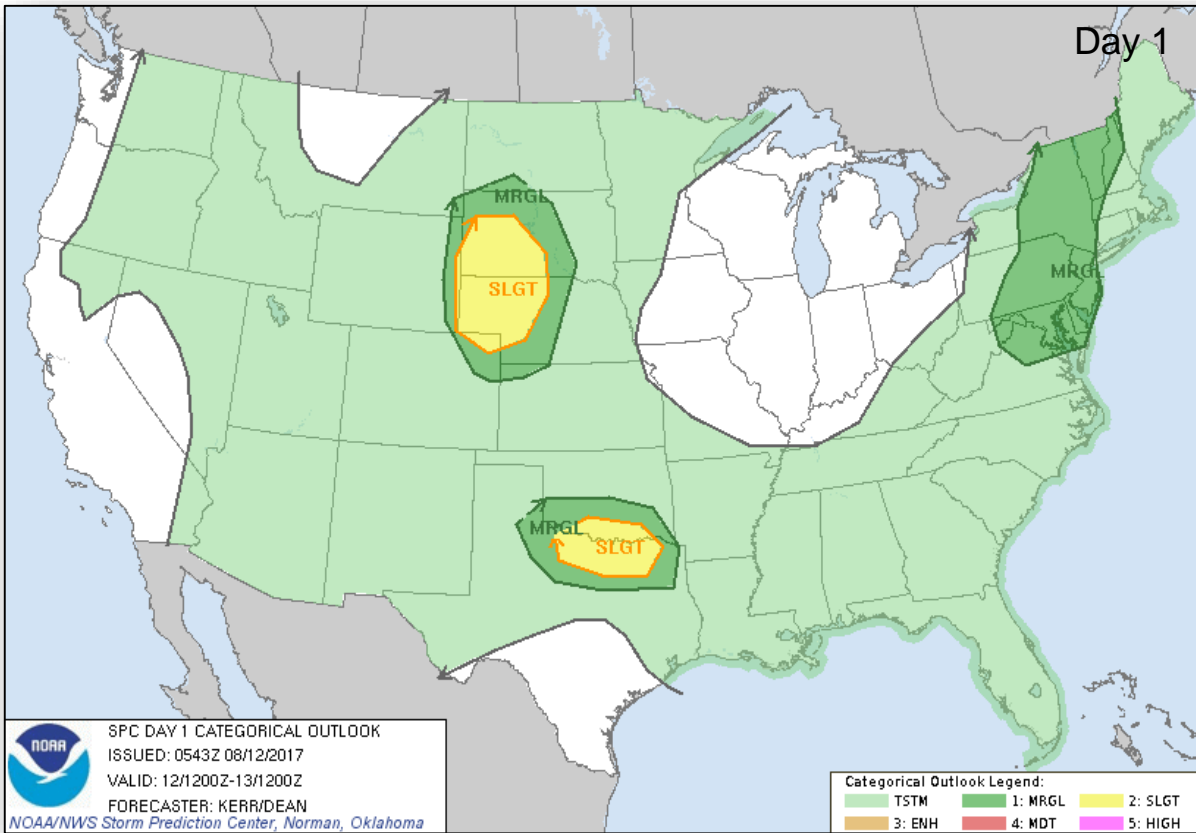 Day 1
MRGL
SLGT
MRGL
MRGL
SLGT
NOAA
SPC DAY 1 CATEGORICAL OUTLOOK
ISSUED: 0543Z 08/12/2017
VALID: 12/1200Z-13/1200Z
FORECASTER: KERR/DEAN
NOAA/NWS Storm Prediction Center, Norman, Oklahoma
Categorical Outlook Legend:
TSTM 1: MRGL 2: SLGT
3: ENH 4: MDT 5: HIGH